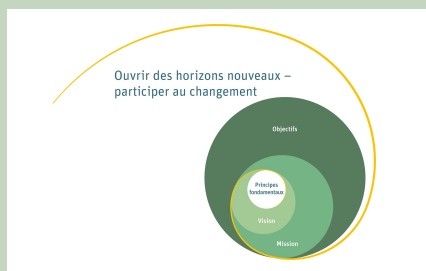 Ouvrir des horizons nouveaux –
participer au changement
Objectifs
Principes
fondamentaux
Vision
Mission